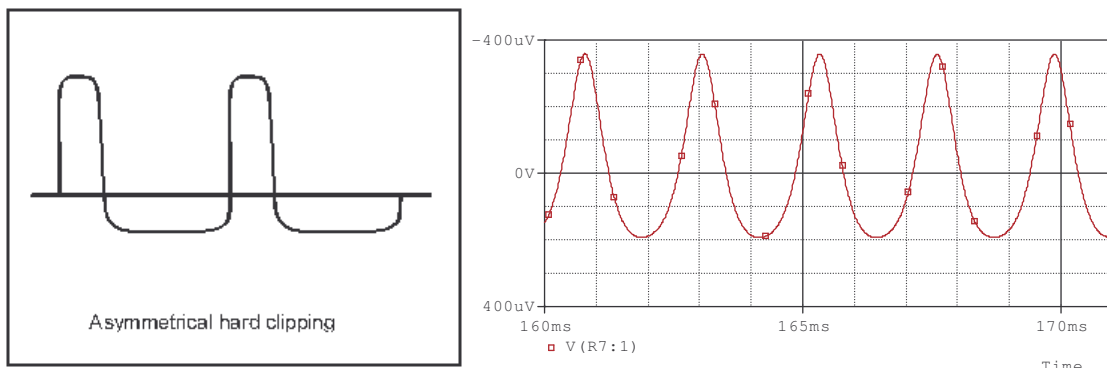 Asymmetrical hard clipping
-400uV
0V
400uV
160ms
165ms
170ms
V(R7:1)
Time